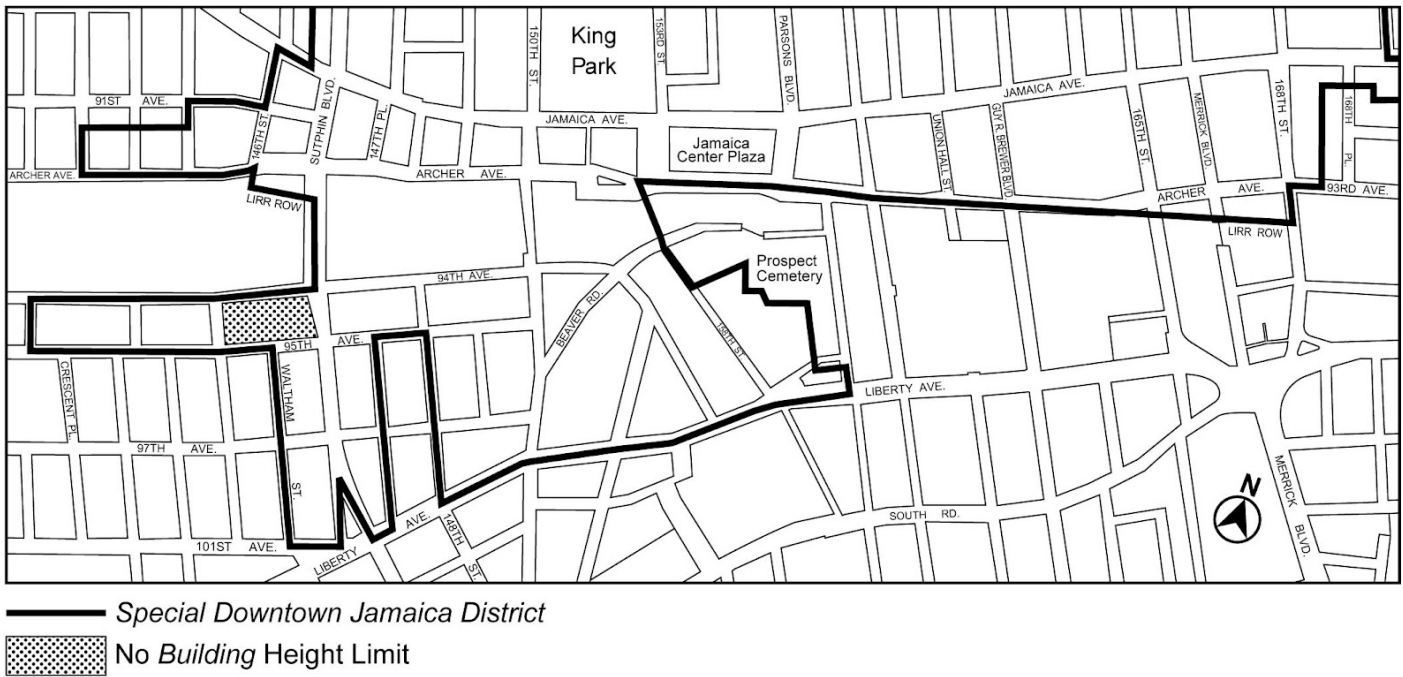 King
Park
150TH ST.
153RD ST.
PARSONS BLVD.
91ST AVE.
146TH ST.
SUTPHIN BLVD.
147TH PL.
JAMAICA AVE.
JAMAICA AVE.
Jamaica
Center Plaza
UNION HALL ST.
GUY R. BREWER BLVD.
165TH ST.
MERRICK BLVD.
168TH ST.
168TH PL.
ARCHER AVE.
ARCHER AVE.
ARCHER AVE.
93RD AVE.
LIRR ROW
LIRR ROW
94TH AVE.
Prospect
Cemetery
BEAVER RD.
158TH ST.
95TH AVE.
CRESCENT PL.
WALTHAM ST.
LIBERTY AVE.
97TH AVE.
101ST AVE.
LIBERTY AVE.
148TH ST.
SOUTH RD.
MERRICK BLVD.
N
Special Downtown Jamaica District
No Building Height Limit